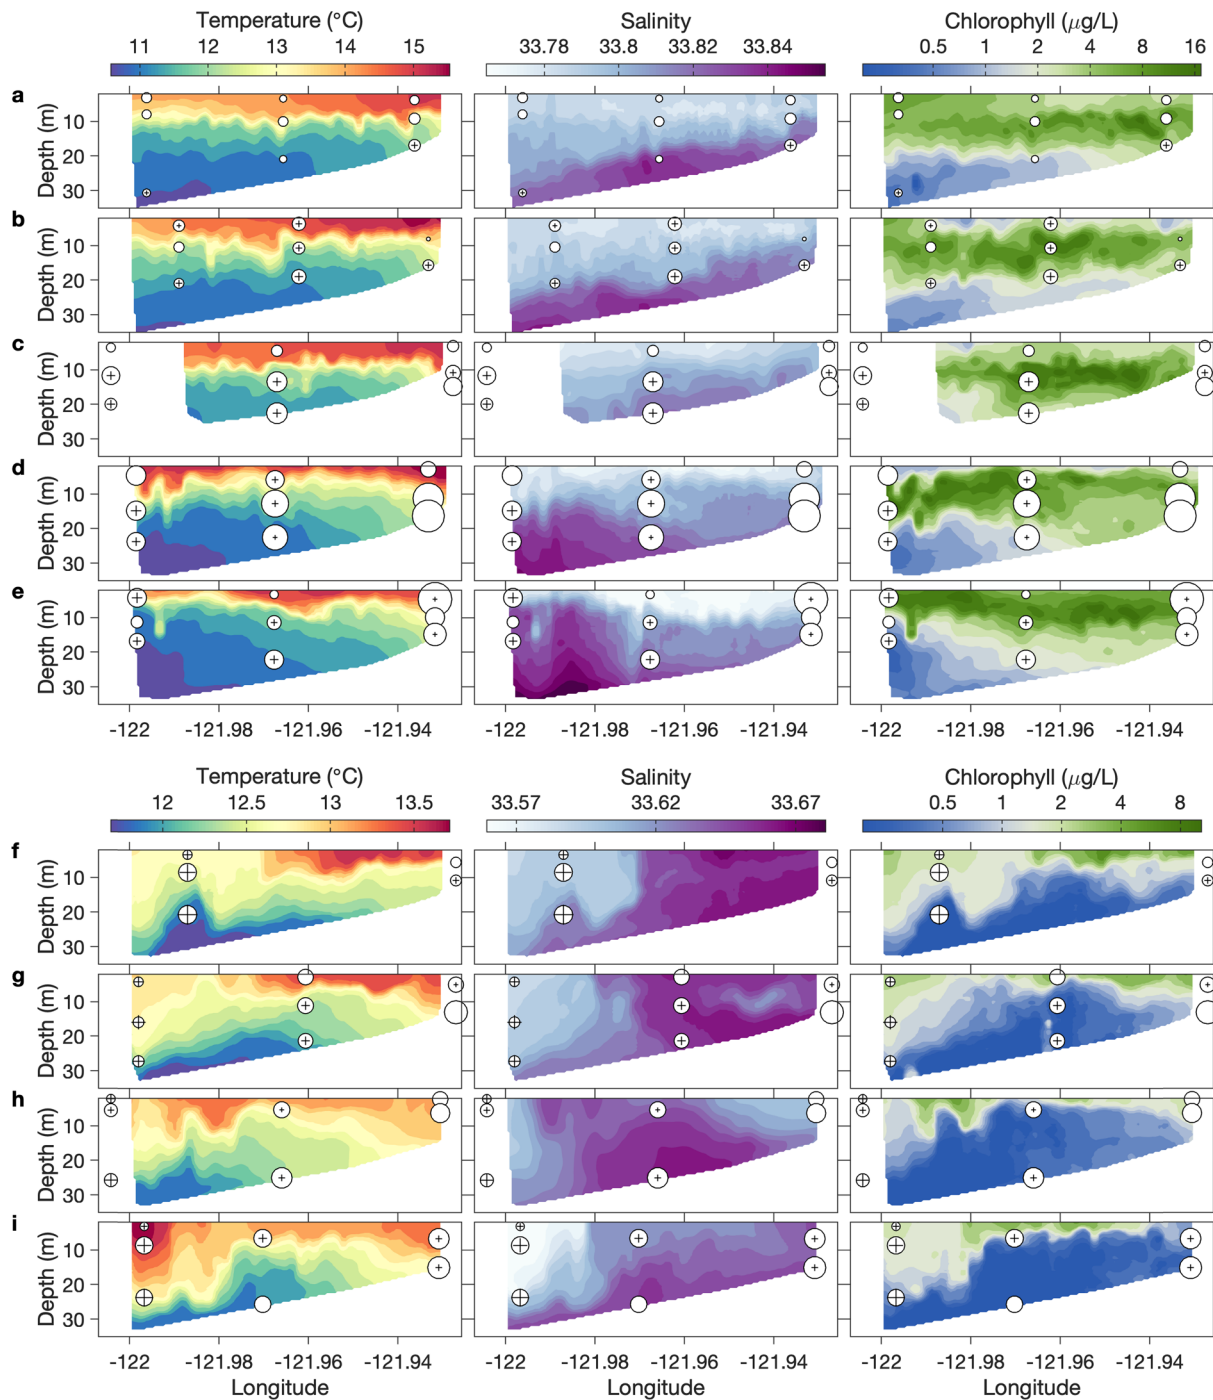 Temperature (°C) Salinity Chlorophyll (μg/L)
11 12 13 14 15 33.78 33.8 33.82 33.84 0.5 1 2 4 8 16
a
Depth (m)
10
20
30
b
Depth (m)
10
20
30
c
Depth (m)
10
20
30
d
Depth (m)
10
20
30
e
Depth (m)
10
20
30
-122 -121.98 -121.96 -121.94 -122 -121.98 -121.96 -121.94 -122 -121.98 -121.96 -121.94
Temperature (°C) Salinity Chlorophyll (μg/L)
12 12.5 13 13.5 33.57 33.62 33.67 0.5 1 2 4 8
f
Depth (m)
10
20
30
g
Depth (m)
10
20
30
h
Depth (m)
10
20
30
i
Depth (m)
10
20
30
-122 -121.98 -121.96 -121.94 -122 -121.98 -121.96 -121.94 -122 -121.98 -121.96 -121.94
Longitude Longitude Longitude